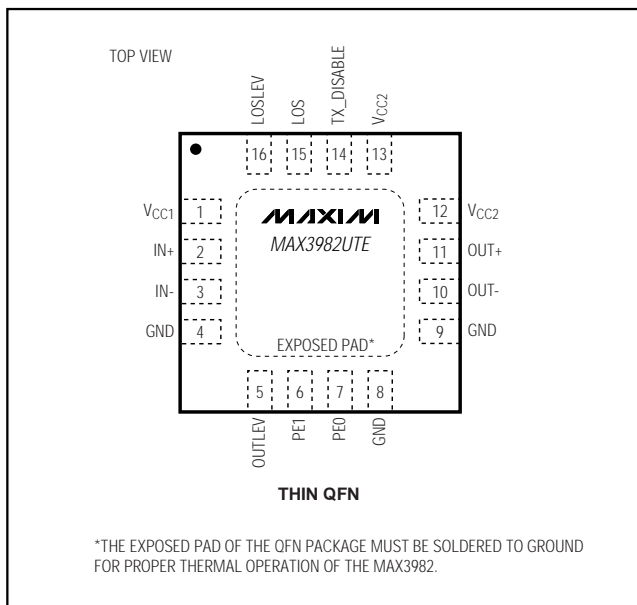 TOP VIEW
LOSLEV
LOS
TX_DISABLE
VCC2
16
15
14
13
VCC1
1
12
VCC2
MAXIM
MAX3982UTE
IN+
2
11
OUT+
IN-
3
10
OUT-
GND
4
9
GND
EXPOSED PAD*
5
6
7
8
OUTLEV
PE1
PE0
GND
THIN QFN
*THE EXPOSED PAD OF THE QFN PACKAGE MUST BE SOLDERED TO GROUND
FOR PROPER THERMAL OPERATION OF THE MAX3982.